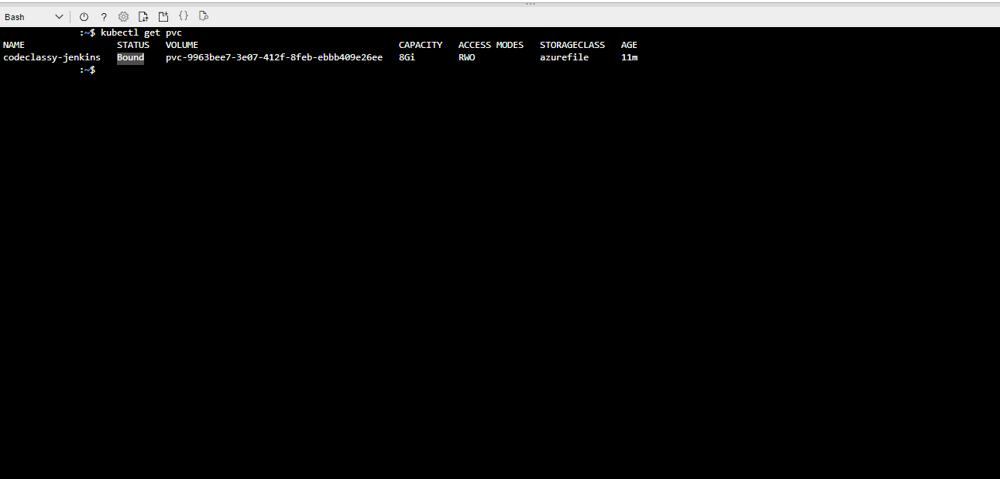 Bash ? {}
:~$ kubectl get pvc
NAME STATUS VOLUME CAPACITY ACCESS MODES STORAGECLASS AGE
codeclassy-jenkins Bound pvc-9963bee7-3e07-412f-8feb-ebbb409e26ee 8Gi RWO azurefile 11m
:~$